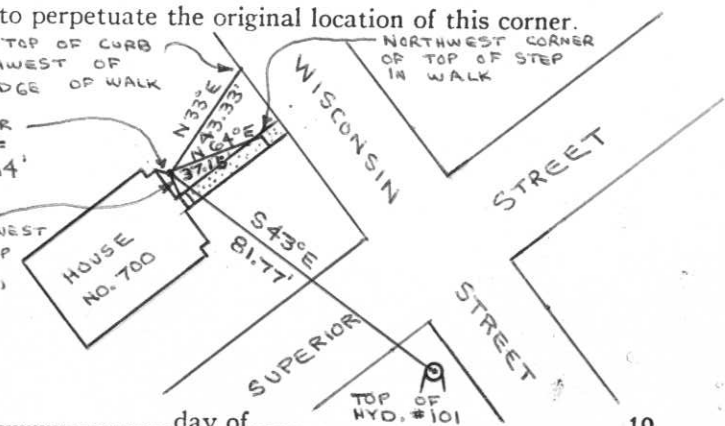 to perpetuate the original location of this corner.
TOP OF CURB
WEST OF
OF WALK
NORTHWEST CORNER
OF TOP OF STEP
IN WALK
WISCONSIN
STREET
N33°E
43.33'
N64°E
37.15'
4'
HOUSE
NO. 700
S43°E
81.77'
SUPERIOR
STREET
TOP OF
HYD. #101
day of
19